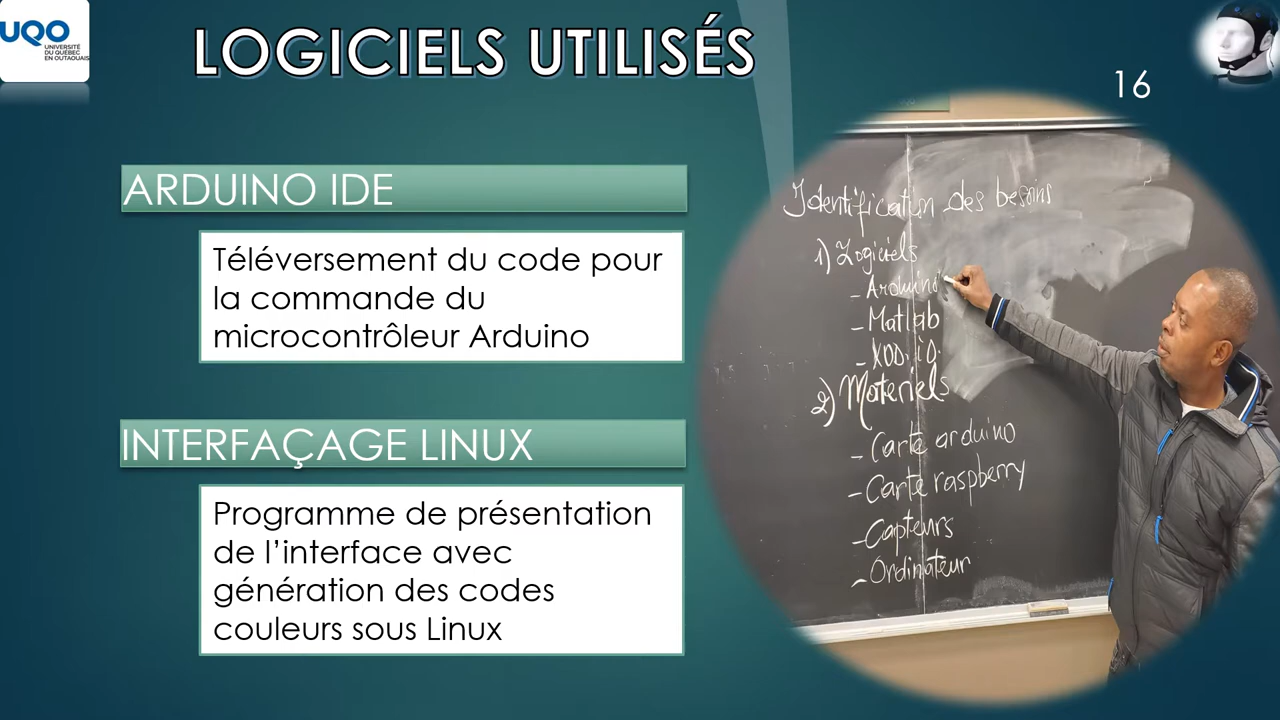 UQO
UNIVERSITÉ
DU QUÉBEC
EN OUTAOUAIS
LOGICIELS UTILISÉS
16
ARDUINO IDE
Téléversement du code pour
la commande du
microcontrôleur Arduino
INTERFAÇAGE LINUX
Programme de présentation
de l’interface avec
génération des codes
couleurs sous Linux
Identification des besoins
1) Logiciels
- Arduino
- Matlab
- XOD.iO.
2) Materiels
- Carte arduino
- Carte raspberry
- Capteurs
- Ordinateur